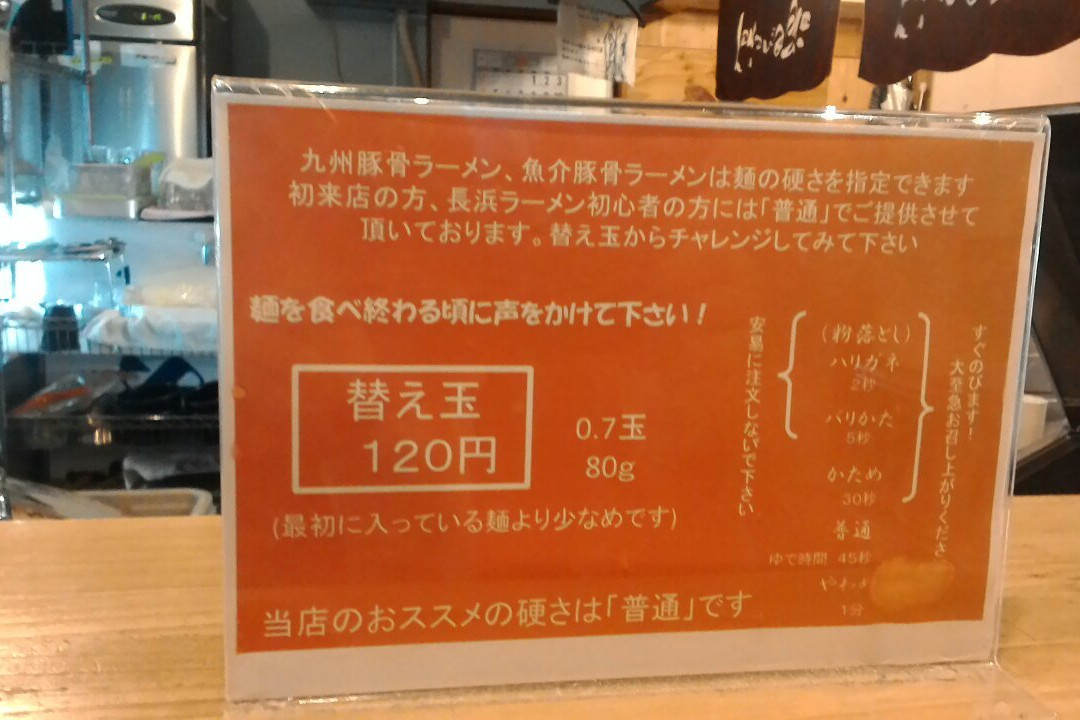 九州豚骨ラーメン、魚介豚骨ラーメンは麺の硬さを指定できます
初来店の方、長浜ラーメン初心者の方には「普通」でご提供させて
頂いております。替え玉からチャレンジしてみて下さい
麺を食べ終わる頃に声をかけて下さい！
替え玉
120円
0.7玉
80g
(最初に入っている麺より少なめです)
当店のおススメの硬さは「普通」です
安易に注文しないで下さい
(粉落とし)
ハリガネ
2秒
バリかた
5秒
かため
30秒
普通
ゆで時間 45秒
1分
すぐのびます！
大至急お召し上がりくださ
1 2 3